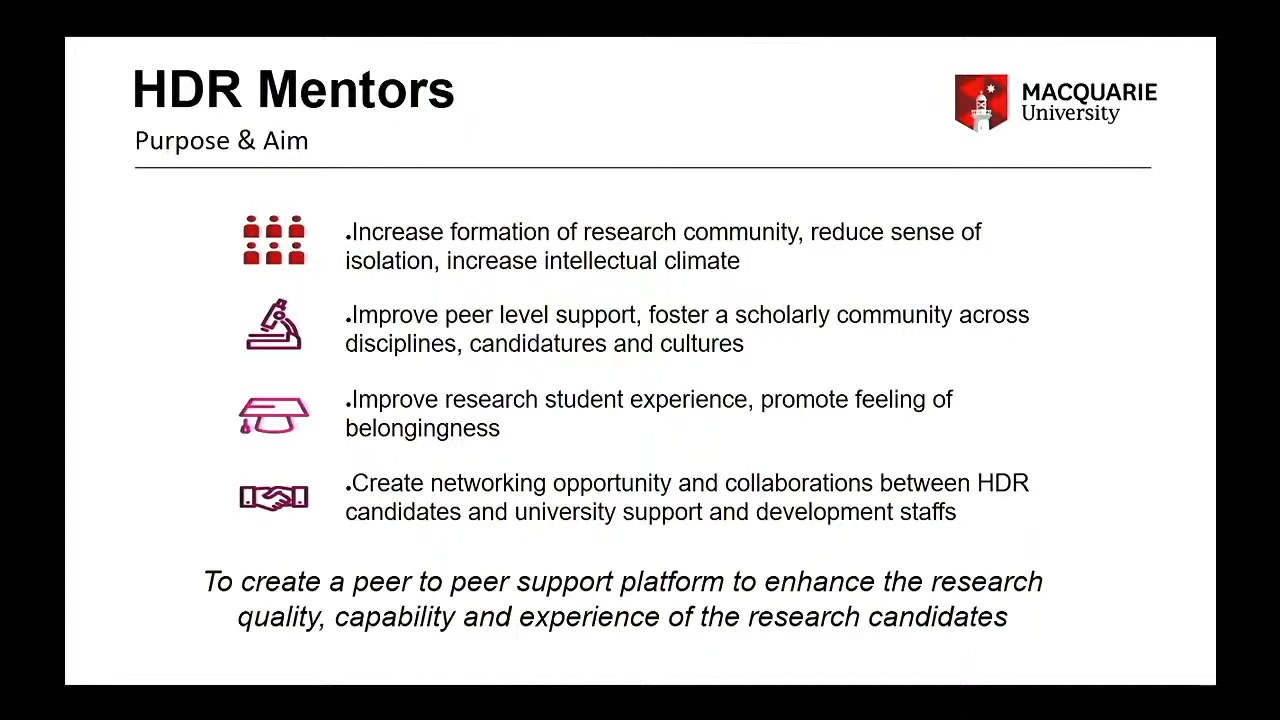 HDR Mentors
Purpose & Aim
MACQUARIE
University
.Increase formation of research community, reduce sense of
isolation, increase intellectual climate
.Improve peer level support, foster a scholarly community across
disciplines, candidatures and cultures
.Improve research student experience, promote feeling of
belongingness
.Create networking opportunity and collaborations between HDR
candidates and university support and development staffs
To create a peer to peer support platform to enhance the research
quality, capability and experience of the research candidates